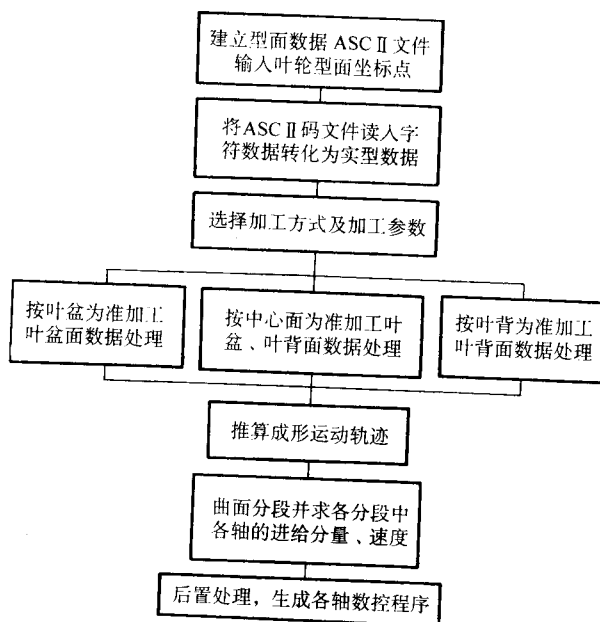 建立型面数据 ASCⅡ文件
输入叶轮型面坐标点
将ASCⅡ码文件读入字
符数据转化为实型数据
选择加工方式及加工参数
按叶盆为准加工
叶盆面数据处理
按中心面为准加工叶
盆、叶背面数据处理
按叶背为准加工
叶背面数据处理
推算成形运动轨迹
曲面分段并求各分段中
各轴的进给分量、速度
后置处理，生成各轴数控程序